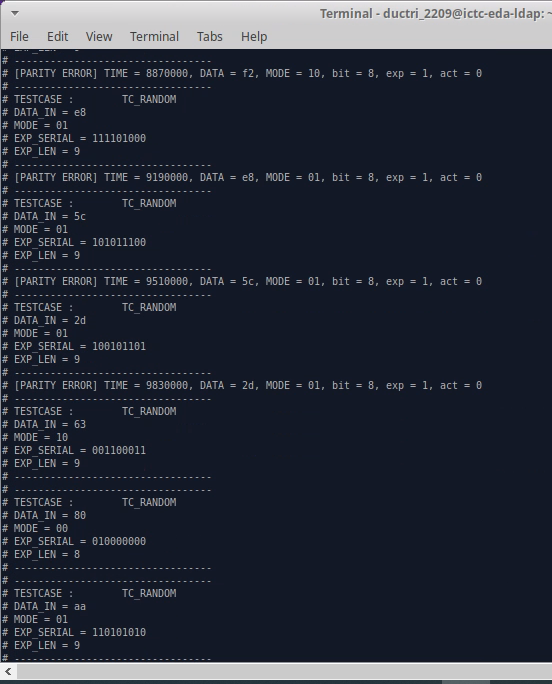 Terminal - ductri_2209@ictc-eda-ldap: ~
File Edit View Terminal Tabs Help
# ---------------------------------
# [PARITY ERROR] TIME = 8870000, DATA = f2, MODE = 10, bit = 8, exp = 1, act = 0
# ---------------------------------
# TESTCASE :        TC_RANDOM
# DATA_IN = e8
# MODE = 01
# EXP_SERIAL = 111101000
# EXP_LEN = 9
# ---------------------------------
# [PARITY ERROR] TIME = 9190000, DATA = e8, MODE = 01, bit = 8, exp = 1, act = 0
# ---------------------------------
# TESTCASE :        TC_RANDOM
# DATA_IN = 5c
# MODE = 01
# EXP_SERIAL = 101011100
# EXP_LEN = 9
# ---------------------------------
# [PARITY ERROR] TIME = 9510000, DATA = 5c, MODE = 01, bit = 8, exp = 1, act = 0
# ---------------------------------
# TESTCASE :        TC_RANDOM
# DATA_IN = 2d
# MODE = 01
# EXP_SERIAL = 100101101
# EXP_LEN = 9
# ---------------------------------
# [PARITY ERROR] TIME = 9830000, DATA = 2d, MODE = 01, bit = 8, exp = 1, act = 0
# ---------------------------------
# TESTCASE :        TC_RANDOM
# DATA_IN = 63
# MODE = 10
# EXP_SERIAL = 001100011
# EXP_LEN = 9
# ---------------------------------
# ---------------------------------
# TESTCASE :        TC_RANDOM
# DATA_IN = 80
# MODE = 00
# EXP_SERIAL = 010000000
# EXP_LEN = 8
# ---------------------------------
# ---------------------------------
# TESTCASE :        TC_RANDOM
# DATA_IN = aa
# MODE = 01
# EXP_SERIAL = 110101010
# EXP_LEN = 9
# ---------------------------------